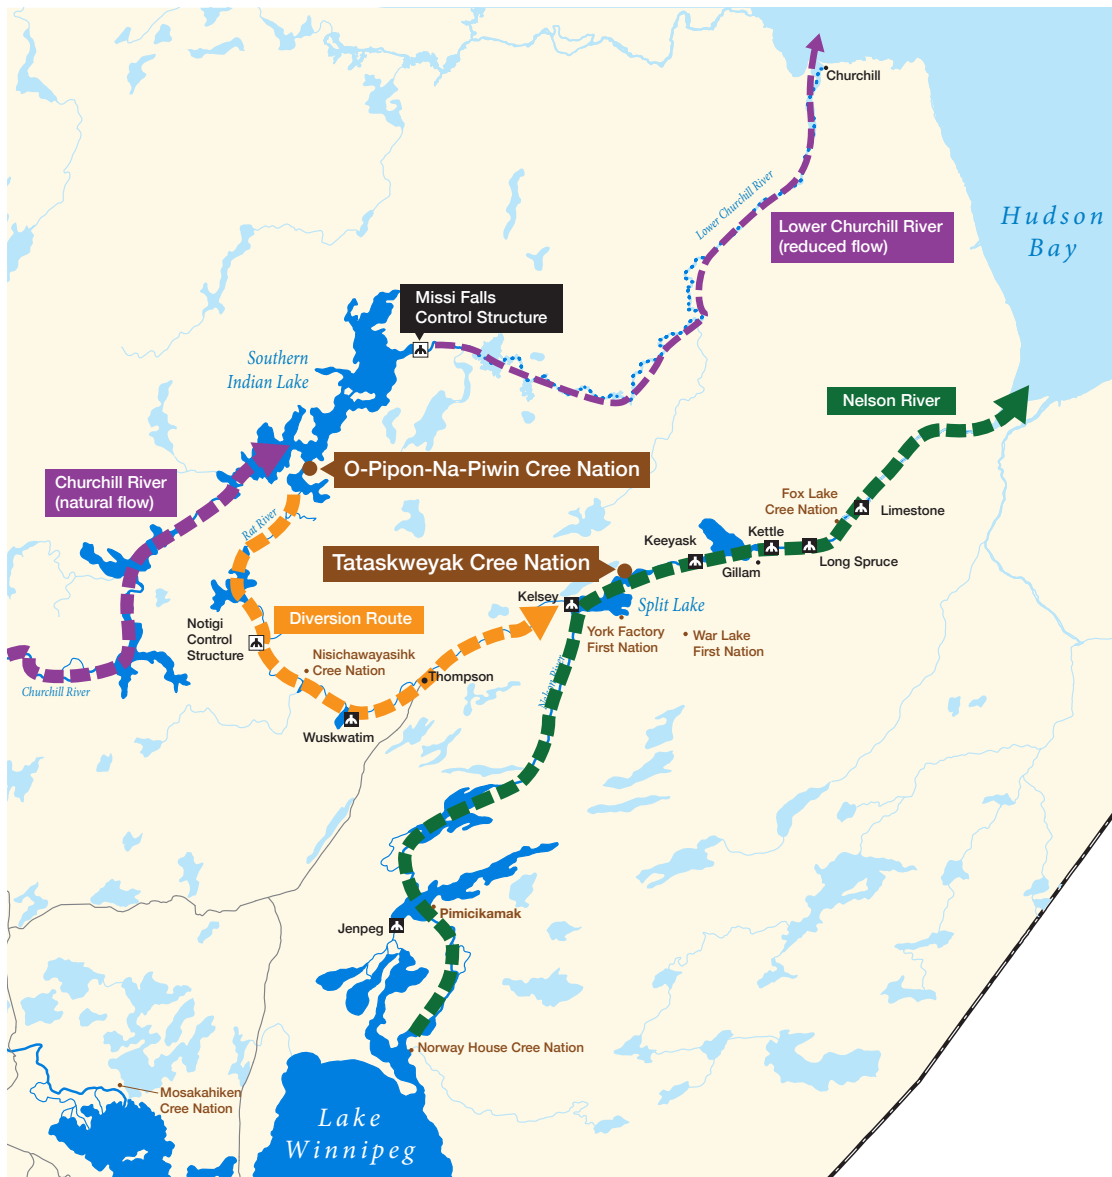 Churchill
Lower Churchill River
Hudson
Bay
Lower Churchill River
(reduced flow)
Missi Falls
Control Structure
Southern
Indian Lake
Nelson River
O-Pipon-Na-Piwin Cree Nation
Churchill River
(natural flow)
Fox Lake
Cree Nation
Limestone
Rat River
Kettle
Keeyask
Tataskweyak Cree Nation
Long Spruce
Gillam
Kelsey
Split Lake
Diversion Route
Notigi
Control
Structure
York Factory
First Nation
War Lake
First Nation
Nisichawayasihk
Cree Nation
Thompson
Nelson River
Churchill River
Wuskwatim
Pimicikamak
Jenpeg
Norway House Cree Nation
Mosakahiken
Cree Nation
Lake
Winnipeg